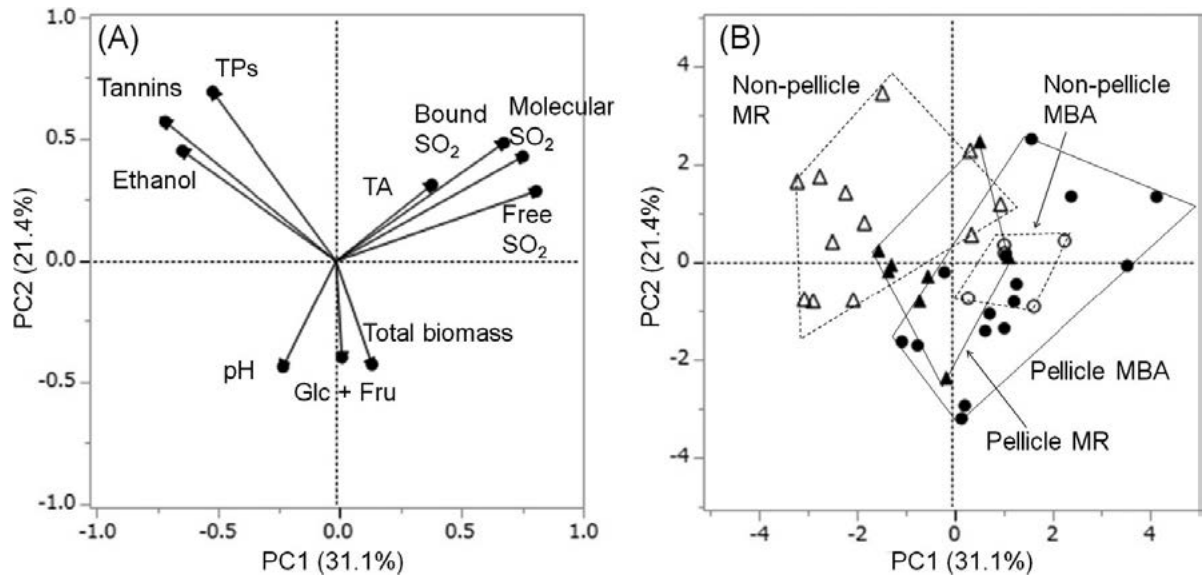 (A)
1.0
0.5
0.0
-0.5
-1.0
PC2 (21.4%)
TPs
Tannins
Ethanol
Bound
SO₂
Molecular
SO₂
TA
Free
SO₂
Total biomass
pH
Glc + Fru
-1.0
-0.5
0.0
0.5
1.0
PC1 (31.1%)
(B)
4
2
0
-2
-4
PC2 (21.4%)
Non-pellicle
MR
Non-pellicle
MBA
Pellicle MBA
Pellicle MR
-4
-2
0
2
4
PC1 (31.1%)